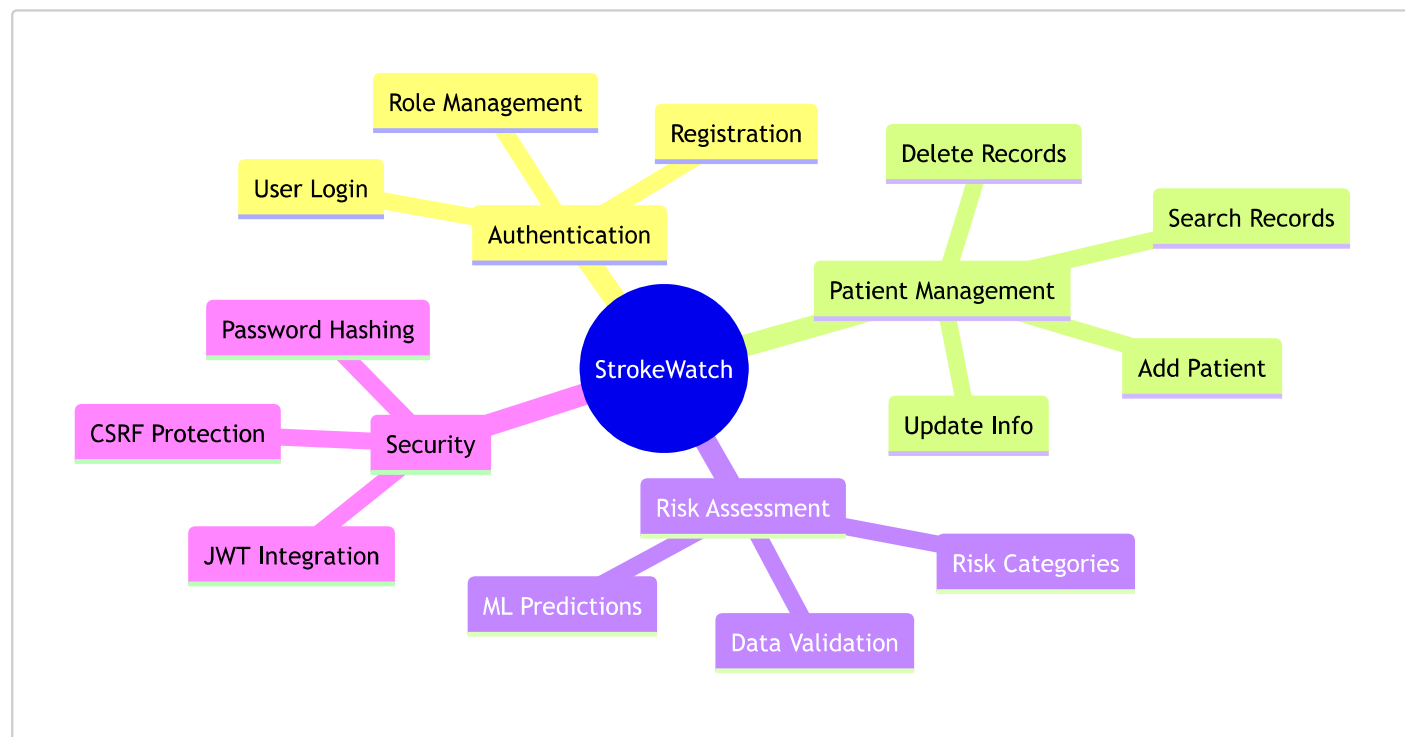 Role Management
Registration
User Login
Authentication
Delete Records
Search Records
Patient Management
Add Patient
Update Info
StrokeWatch
Password Hashing
CSRF Protection
Security
JWT Integration
Risk Assessment
Risk Categories
ML Predictions
Data Validation